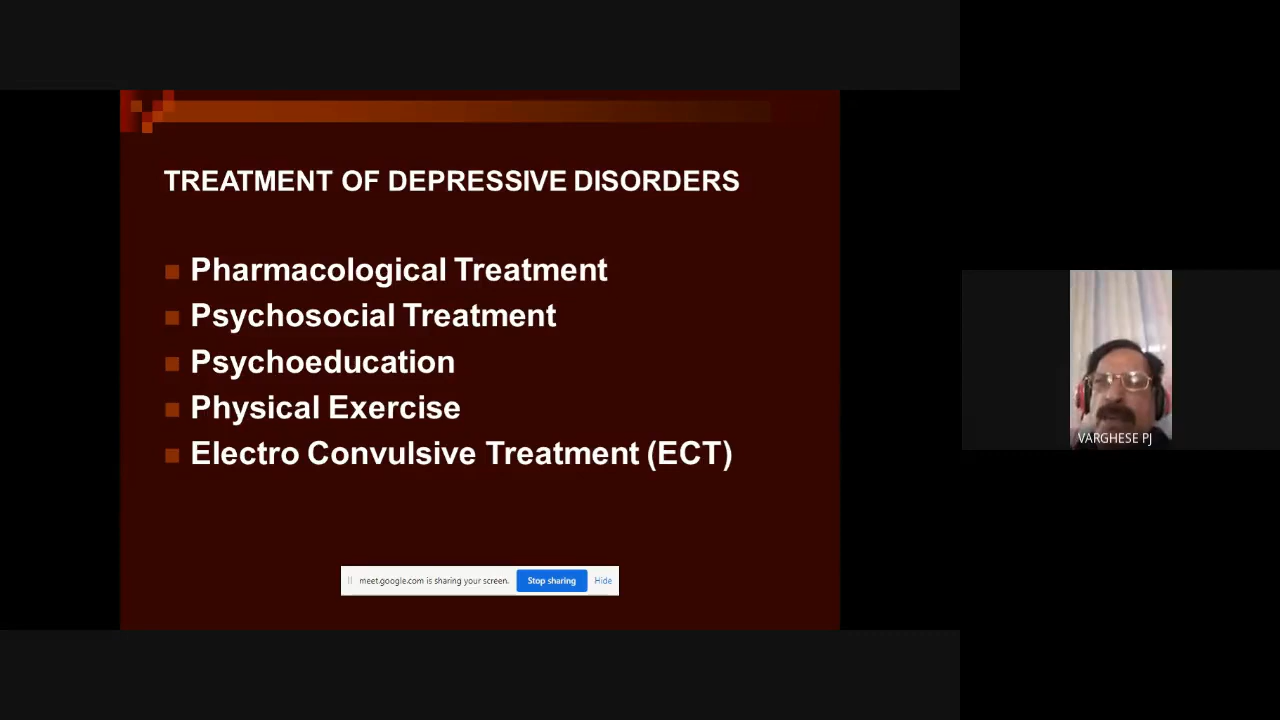 TREATMENT OF DEPRESSIVE DISORDERS
Pharmacological Treatment
Psychosocial Treatment
Psychoeducation
Physical Exercise
Electro Convulsive Treatment (ECT)
VARGHESE PJ
meet.google.com is sharing your screen. Stop sharing Hide